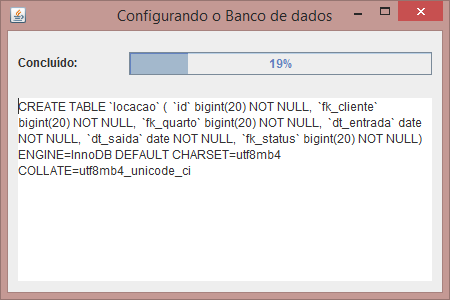 Configurando o Banco de dados
Concluído:
19%
CREATE TABLE `locacao` ( `id` bigint(20) NOT NULL, `fk_cliente`
bigint(20) NOT NULL, `fk_quarto` bigint(20) NOT NULL, `dt_entrada` date
NOT NULL, `dt_saida` date NOT NULL, `fk_status` bigint(20) NOT NULL)
ENGINE=InnoDB DEFAULT CHARSET=utf8mb4
COLLATE=utf8mb4_unicode_ci